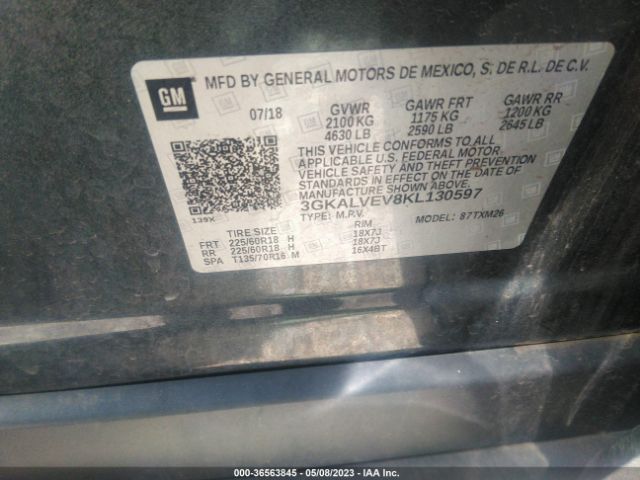 GM
MFD BY GENERAL MOTORS DE MEXICO, S. DE R.L. DE C.V.
07/18 GVWR GAWR FRT GAWR RR
2100 KG 1175 KG 1200 KG
4630 LB 2590 LB 2645 LB
THIS VEHICLE CONFORMS TO ALL
APPLICABLE U.S. FEDERAL MOTOR
VEHICLE SAFETY AND THEFT PREVENTION
STANDARDS IN EFFECT ON THE DATE OF
MANUFACTURE SHOWN ABOVE.
139X
3GKALVEV8KL130597
TYPE: M.P.V. MODEL: 87TXM26
TIRE SIZE RIM
FRT 225/60R18 H 18X7J
RR 225/60R18 H 18X7J
SPA T135/70R16 M 16X4BT
000-36563845 - 05/08/2023 - IAA Inc.